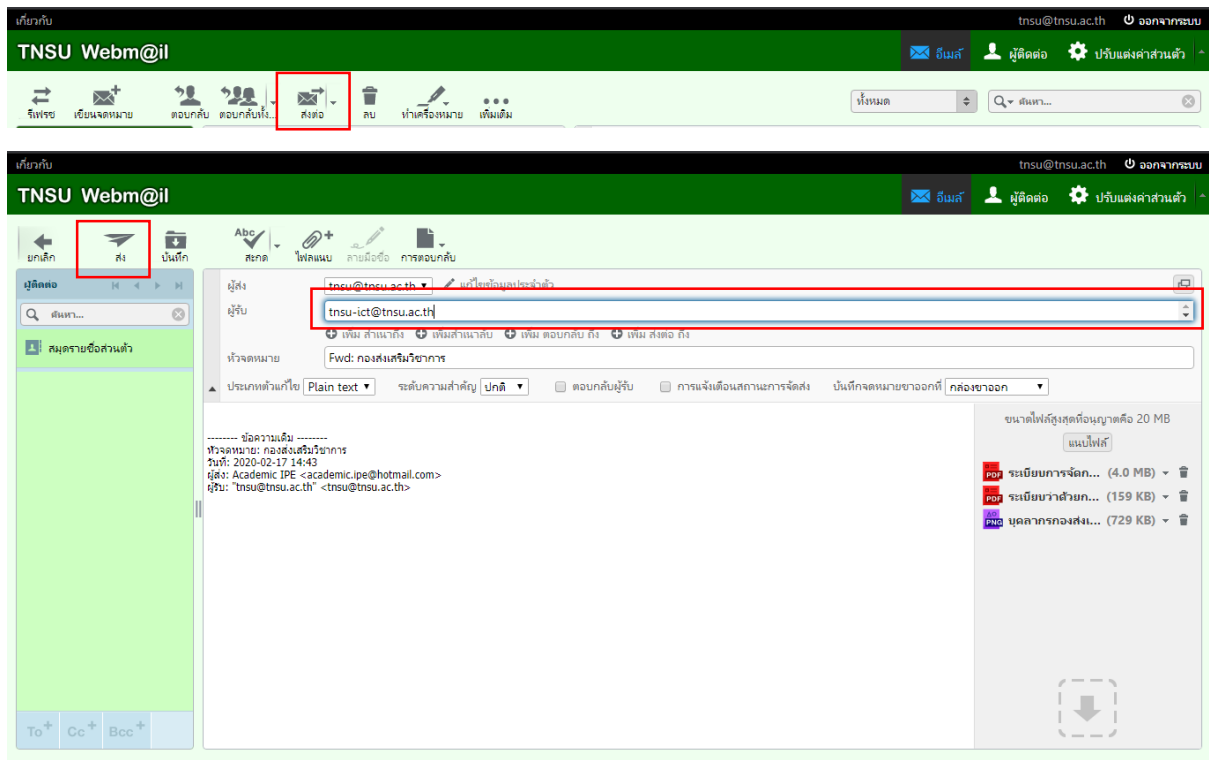 เกี่ยวกับ tnsu@tnsu.ac.th ออกจากระบบ
TNSU Webm@il อีเมล์ ผู้ติดต่อ ปรับแต่งค่าส่วนตัว
รีเฟรช เขียนจดหมาย ตอบกลับ ตอบกลับทั้ง... ส่งต่อ ลบ ทำเครื่องหมาย เพิ่มเติม ทั้งหมด ค้นหา...
เกี่ยวกับ tnsu@tnsu.ac.th ออกจากระบบ
TNSU Webm@il อีเมล์ ผู้ติดต่อ ปรับแต่งค่าส่วนตัว
ยกเลิก ส่ง บันทึก Abc สะกด ไฟล์แนบ ลายมือชื่อ การตอบกลับ
ผู้ติดต่อ ผู้ส่ง tnsu@tnsu.ac.th แก้ไขข้อมูลประจำตัว
ค้นหา... ผู้รับ tnsu-ict@tnsu.ac.th
เพิ่ม สำเนาถึง เพิ่มสำเนาลับ เพิ่ม ตอบกลับ ถึง เพิ่ม ส่งต่อ ถึง
สมุดรายชื่อส่วนตัว หัวจดหมาย Fwd: กองส่งเสริมวิชาการ
ประเภทตัวแก้ไข Plain text ระดับความสำคัญ ปกติ ตอบกลับผู้รับ การแจ้งเตือนสถานะการจัดส่ง บันทึกจดหมายขาออกที่ กล่องขาออก
ขนาดไฟล์สูงสุดที่อนุญาตคือ 20 MB
แนบไฟล์
-------- ข้อความเดิม --------
หัวจดหมาย: กองส่งเสริมวิชาการ
วันที่: 2020-02-17 14:43
ผู้ส่ง: Academic IPE <academic.ipe@hotmail.com>
ผู้รับ: "tnsu@tnsu.ac.th" <tnsu@tnsu.ac.th>
PDF ระเบียบการจัดก... (4.0 MB)
PDF ระเบียบว่าด้วยก... (159 KB)
PNG บุคลากรกองส่งเ... (729 KB)
To+ Cc+ Bcc+